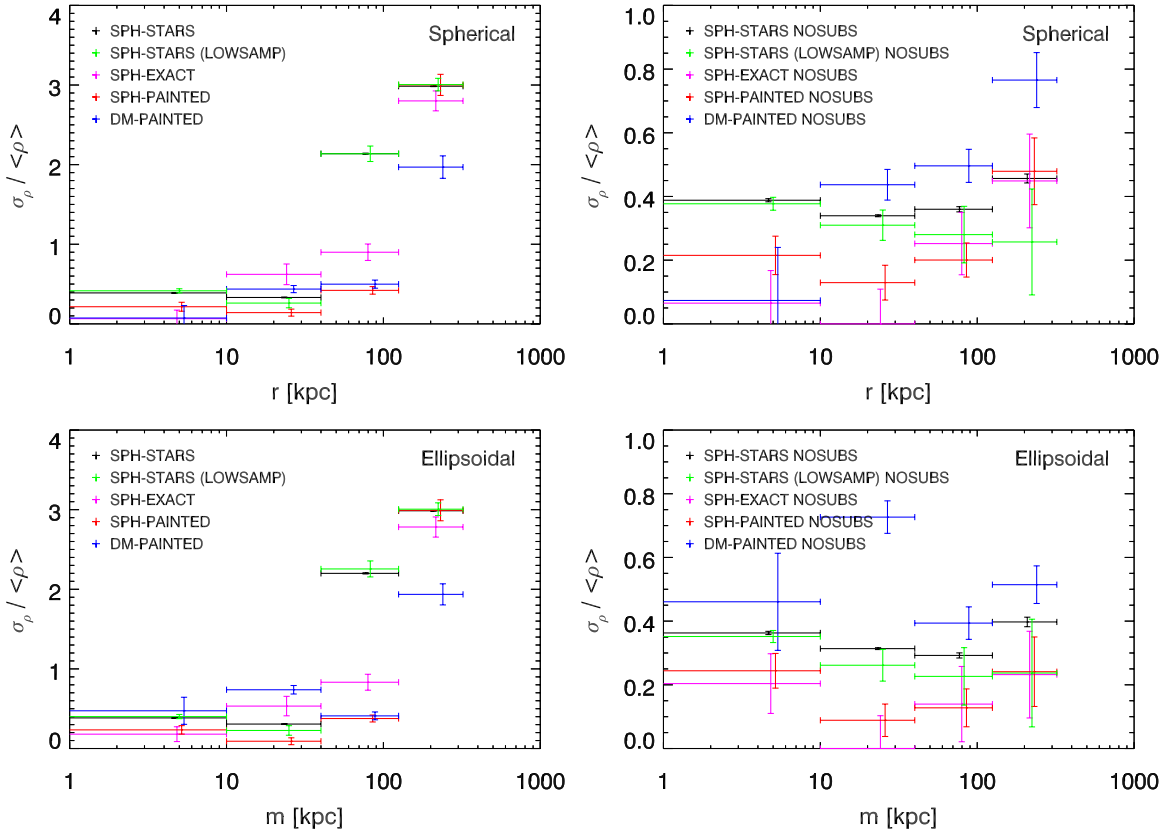 4
3
2
1
0
σρ / <ρ>
SPH-STARS
SPH-STARS (LOWSAMP)
SPH-EXACT
SPH-PAINTED
DM-PAINTED
Spherical
1 10 100 1000
r [kpc]
1.0
0.8
0.6
0.4
0.2
0.0
σρ / <ρ>
SPH-STARS NOSUBS
SPH-STARS (LOWSAMP) NOSUBS
SPH-EXACT NOSUBS
SPH-PAINTED NOSUBS
DM-PAINTED NOSUBS
Spherical
1 10 100 1000
r [kpc]
4
3
2
1
0
σρ / <ρ>
SPH-STARS
SPH-STARS (LOWSAMP)
SPH-EXACT
SPH-PAINTED
DM-PAINTED
Ellipsoidal
1 10 100 1000
m [kpc]
1.0
0.8
0.6
0.4
0.2
0.0
σρ / <ρ>
SPH-STARS NOSUBS
SPH-STARS (LOWSAMP) NOSUBS
SPH-EXACT NOSUBS
SPH-PAINTED NOSUBS
DM-PAINTED NOSUBS
Ellipsoidal
1 10 100 1000
m [kpc]